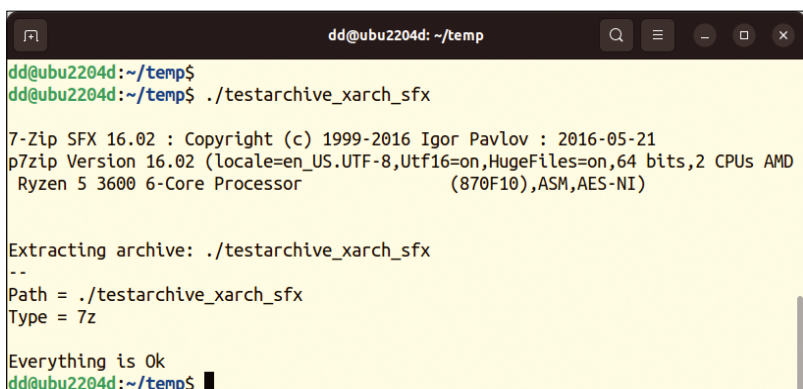 dd@ubu2204d: ~/temp
dd@ubu2204d:~/temp$
dd@ubu2204d:~/temp$ ./testarchive_xarch_sfx
7-Zip SFX 16.02 : Copyright (c) 1999-2016 Igor Pavlov : 2016-05-21
p7zip Version 16.02 (locale=en_US.UTF-8,Utf16=on,HugeFiles=on,64 bits,2 CPUs AMD
Ryzen 5 3600 6-Core Processor (870F10),ASM,AES-NI)
Extracting archive: ./testarchive_xarch_sfx
--
Path = ./testarchive_xarch_sfx
Type = 7z
Everything is Ok
dd@ubu2204d:~/temp$